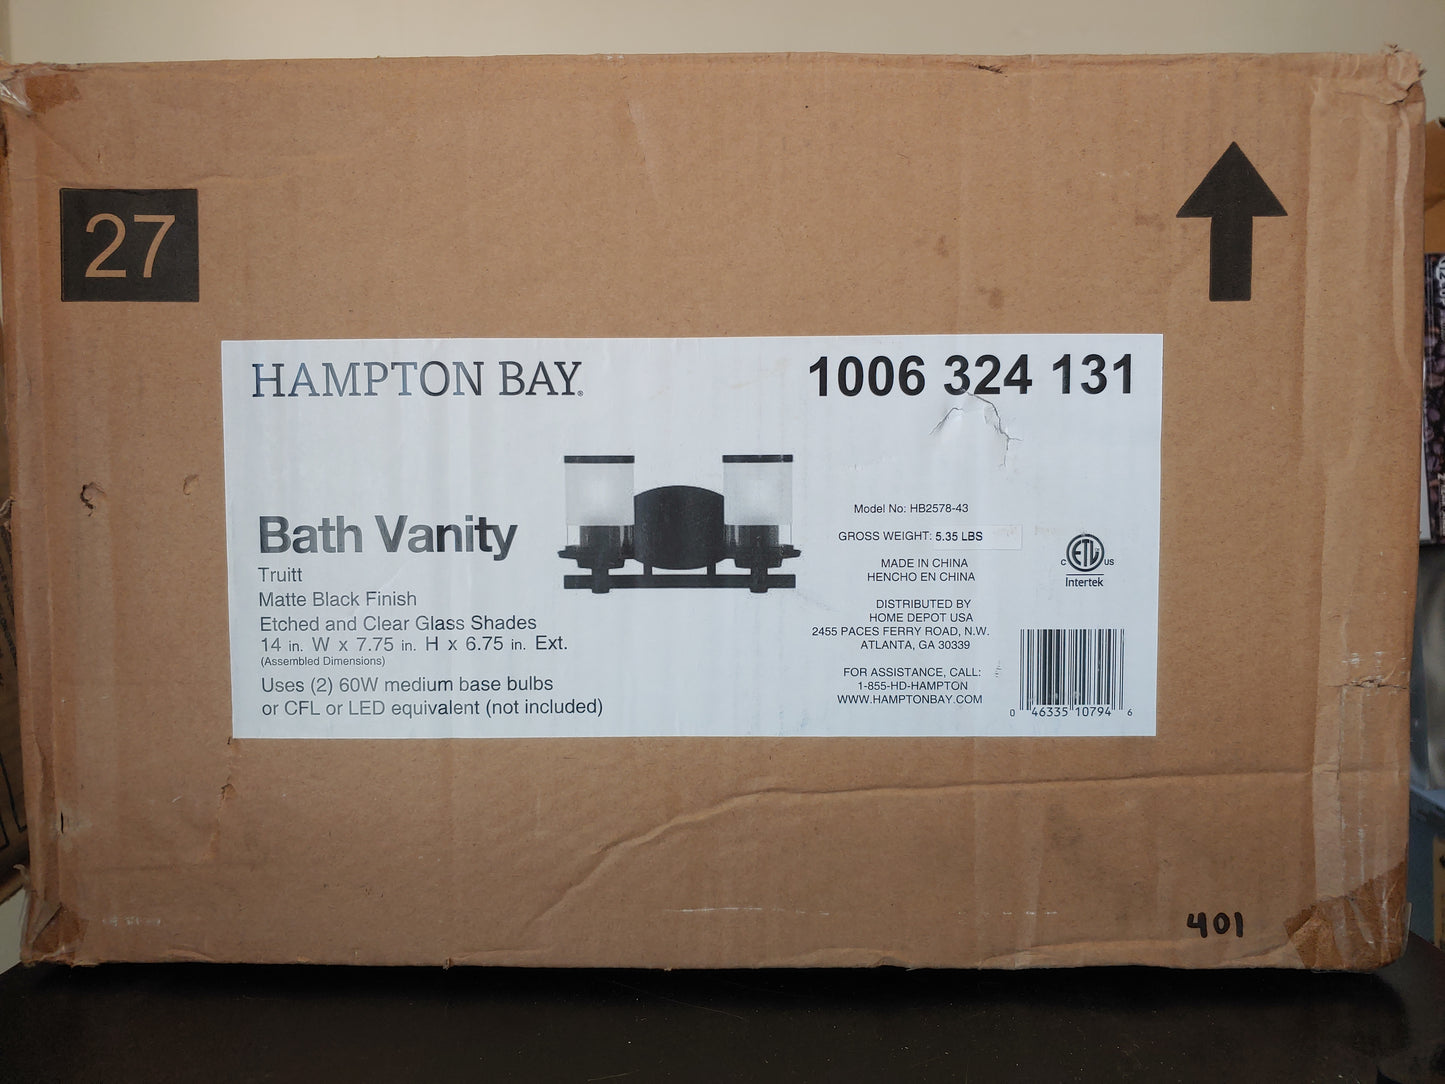 27
HAMPTON BAY®
1006 324 131
Bath Vanity
Truitt
Matte Black Finish
Etched and Clear Glass Shades
14 in. W x 7.75 in. H x 6.75 in. Ext.
(Assembled Dimensions)
Uses (2) 60W medium base bulbs
or CFL or LED equivalent (not included)
Model No: HB2578-43
GROSS WEIGHT: 5.35 LBS
MADE IN CHINA
HENCHO EN CHINA
DISTRIBUTED BY
HOME DEPOT USA
2455 PACES FERRY ROAD, N.W.
ATLANTA, GA 30339
FOR ASSISTANCE, CALL:
1-855-HD-HAMPTON
WWW.HAMPTONBAY.COM
C ETL US
Intertek
0 46335 10794 6
401